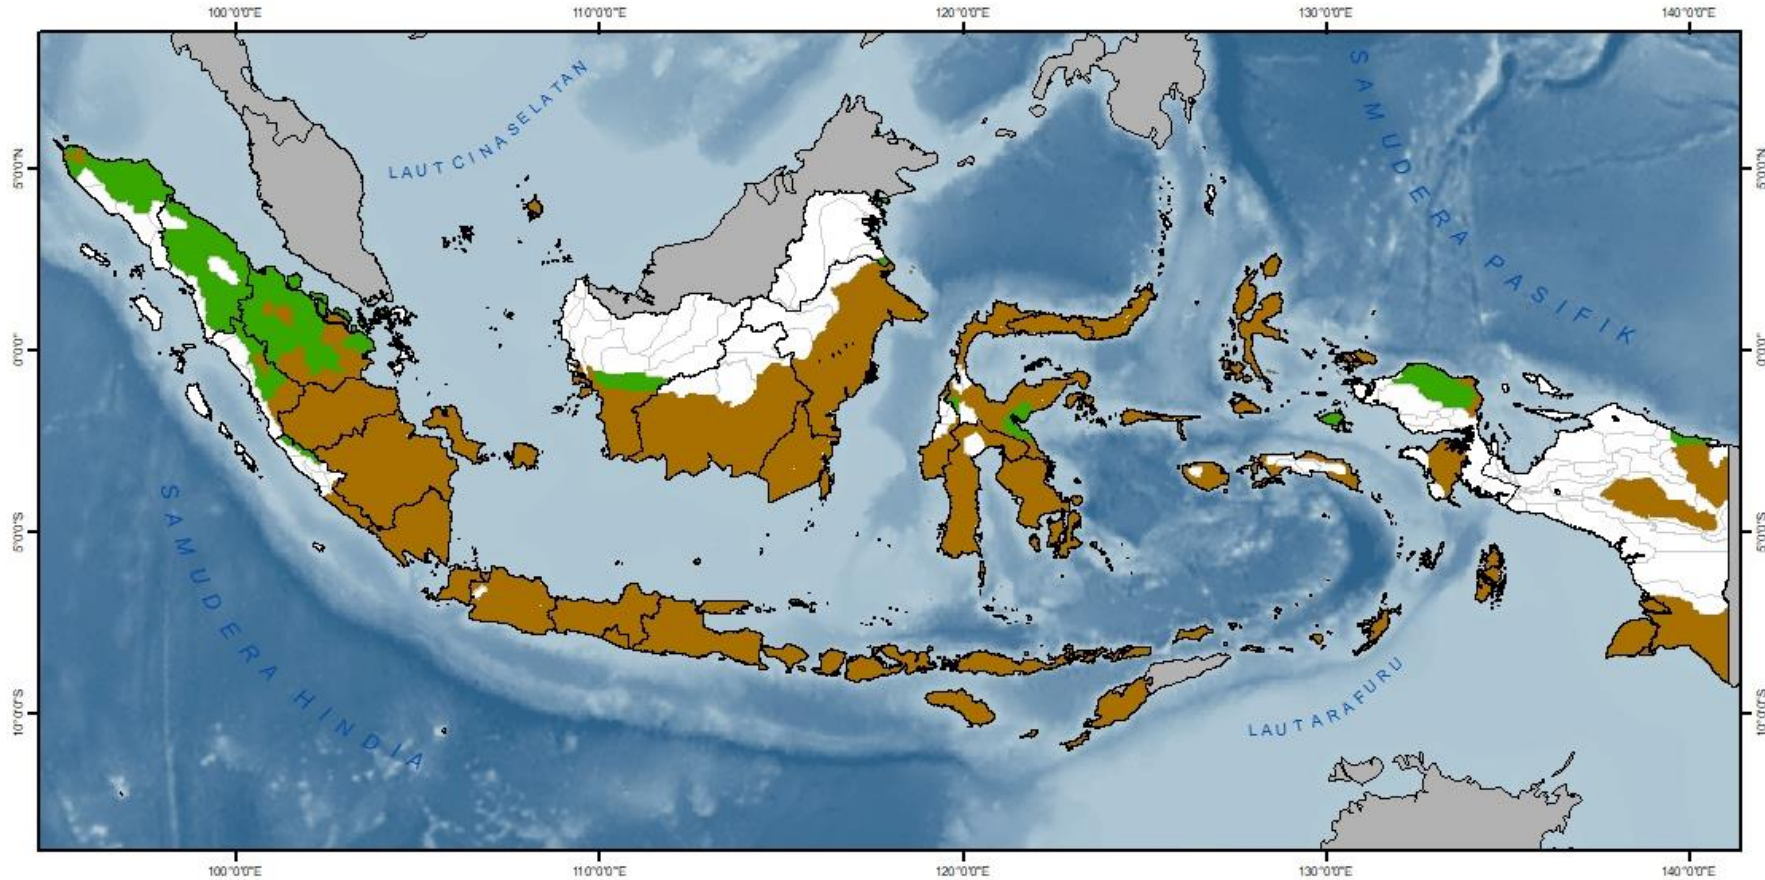 100°0'0"E 110°0'0"E 120°0'0"E 130°0'0"E 140°0'0"E
LAUT CINA SELATAN
SAMUDERA PASIFIK
5°0'0"N 5°0'0"N
0°0'0" 0°0'0"
5°0'0"S 5°0'0"S
SAMUDERA HINDIA
LAUT ARAFURU
10°0'0"S 10°0'0"S
100°0'0"E 110°0'0"E 120°0'0"E 130°0'0"E 140°0'0"E